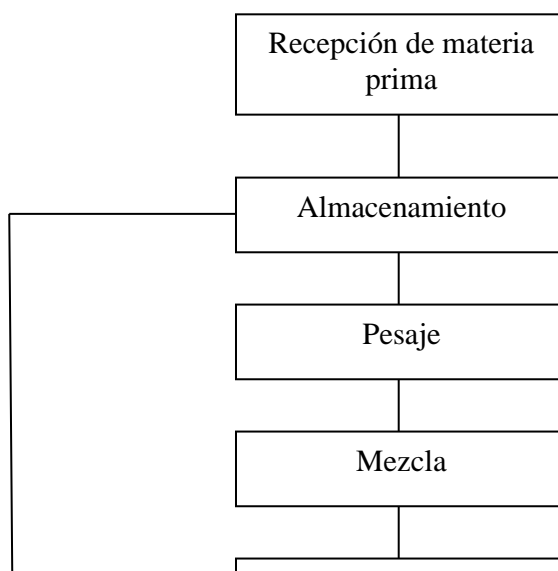 Recepción de materia
prima
Almacenamiento
Pesaje
Mezcla